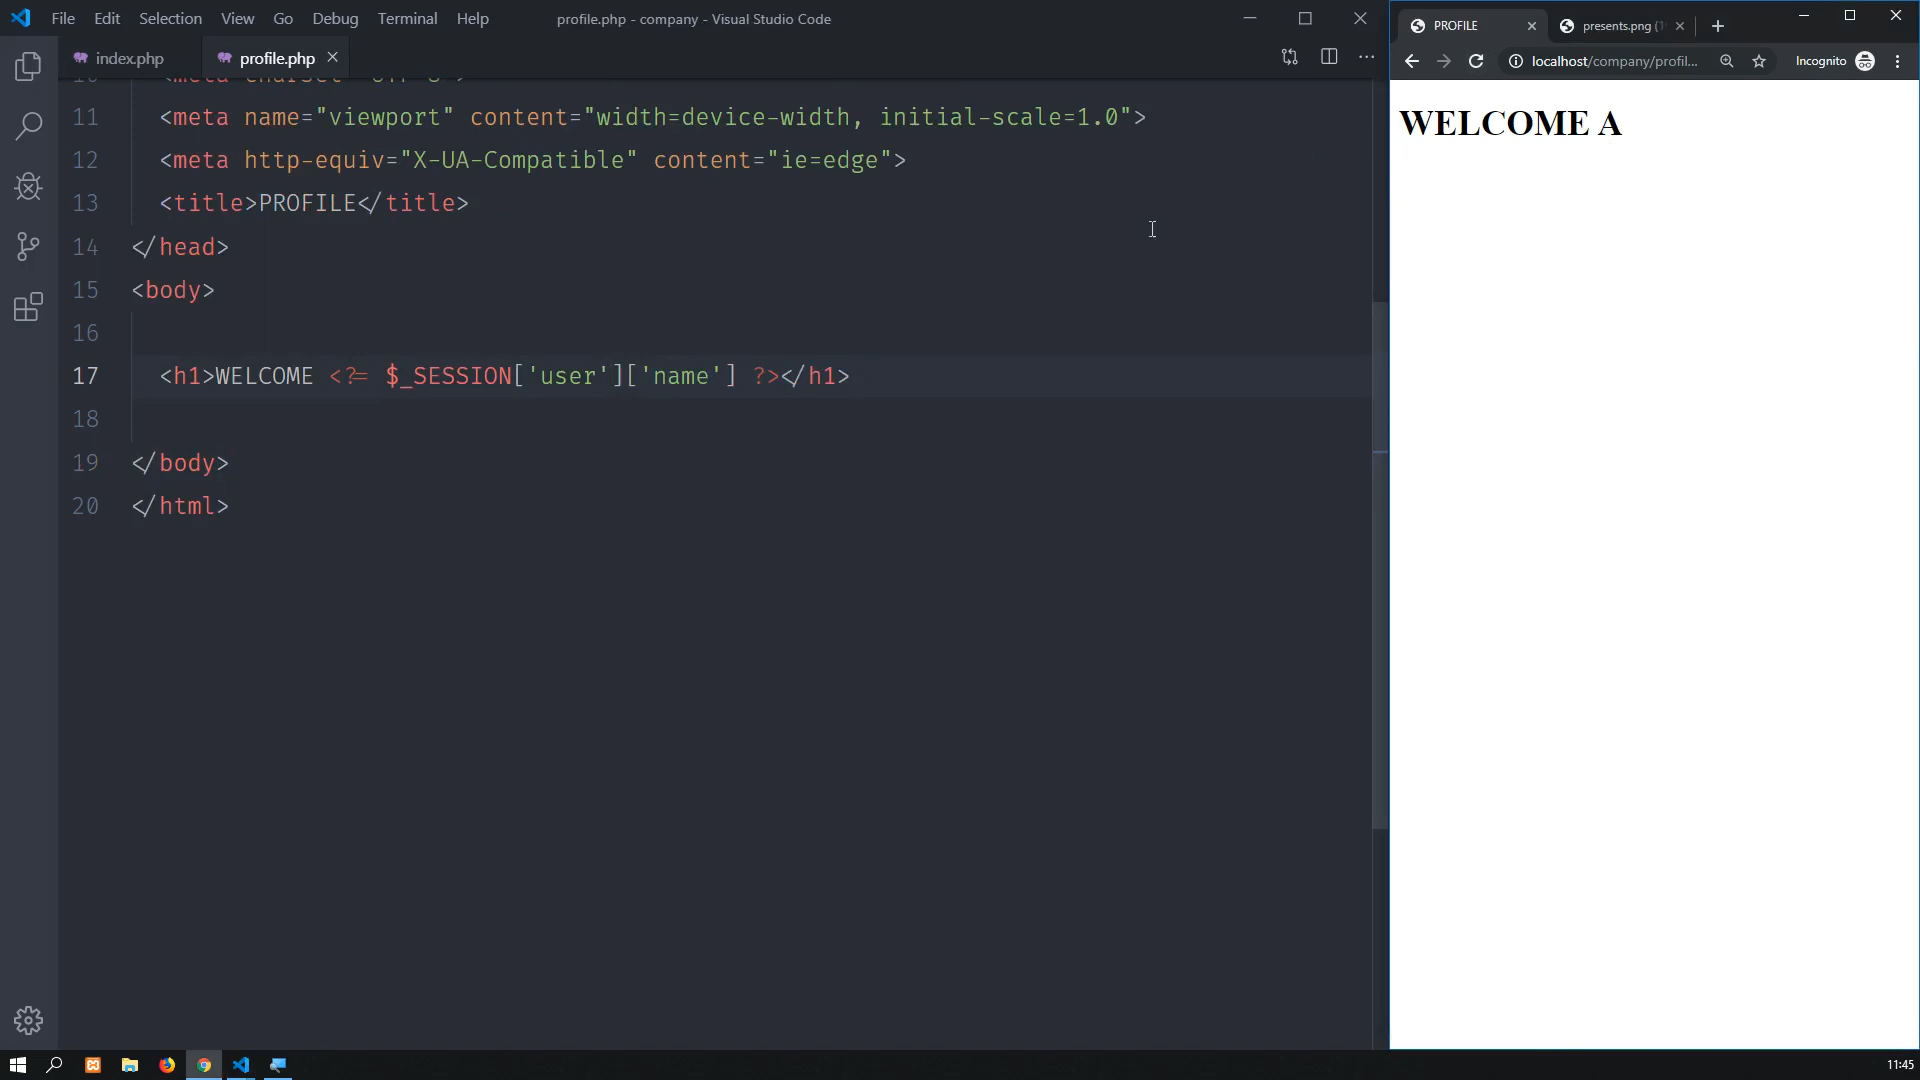 File Edit Selection View Go Debug Terminal Help
profile.php - company - Visual Studio Code
index.php
profile.php
11 <meta name="viewport" content="width=device-width, initial-scale=1.0">
12 <meta http-equiv="X-UA-Compatible" content="ie=edge">
13 <title>PROFILE</title>
14 </head>
15 <body>
16
17 <h1>WELCOME <?= $_SESSION['user']['name'] ?></h1>
18
19 </body>
20 </html>
PROFILE
presents.png (1
localhost/company/profil...
Incognito
WELCOME A
11:45